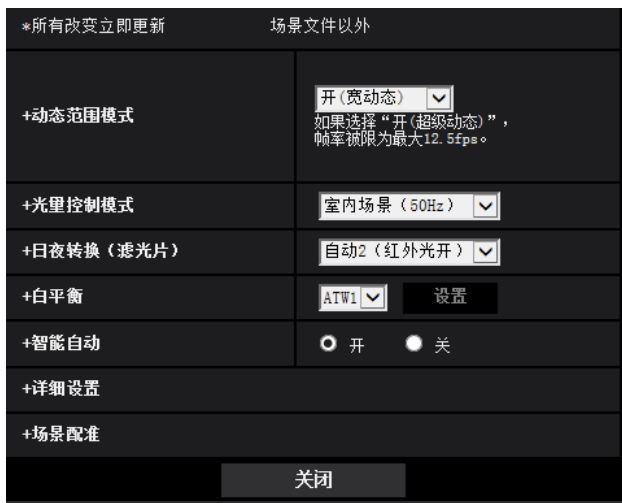 *所有改变立即更新 场景文件以外
+动态范围模式
开(宽动态)
如果选择“开(超级动态)”，
帧率被限为最大12.5fps。
+光量控制模式 室内场景（50Hz）
+日夜转换（滤光片） 自动2（红外光开）
+白平衡 ATW1 设置
+智能自动 开 关
+详细设置
+场景配准
关闭